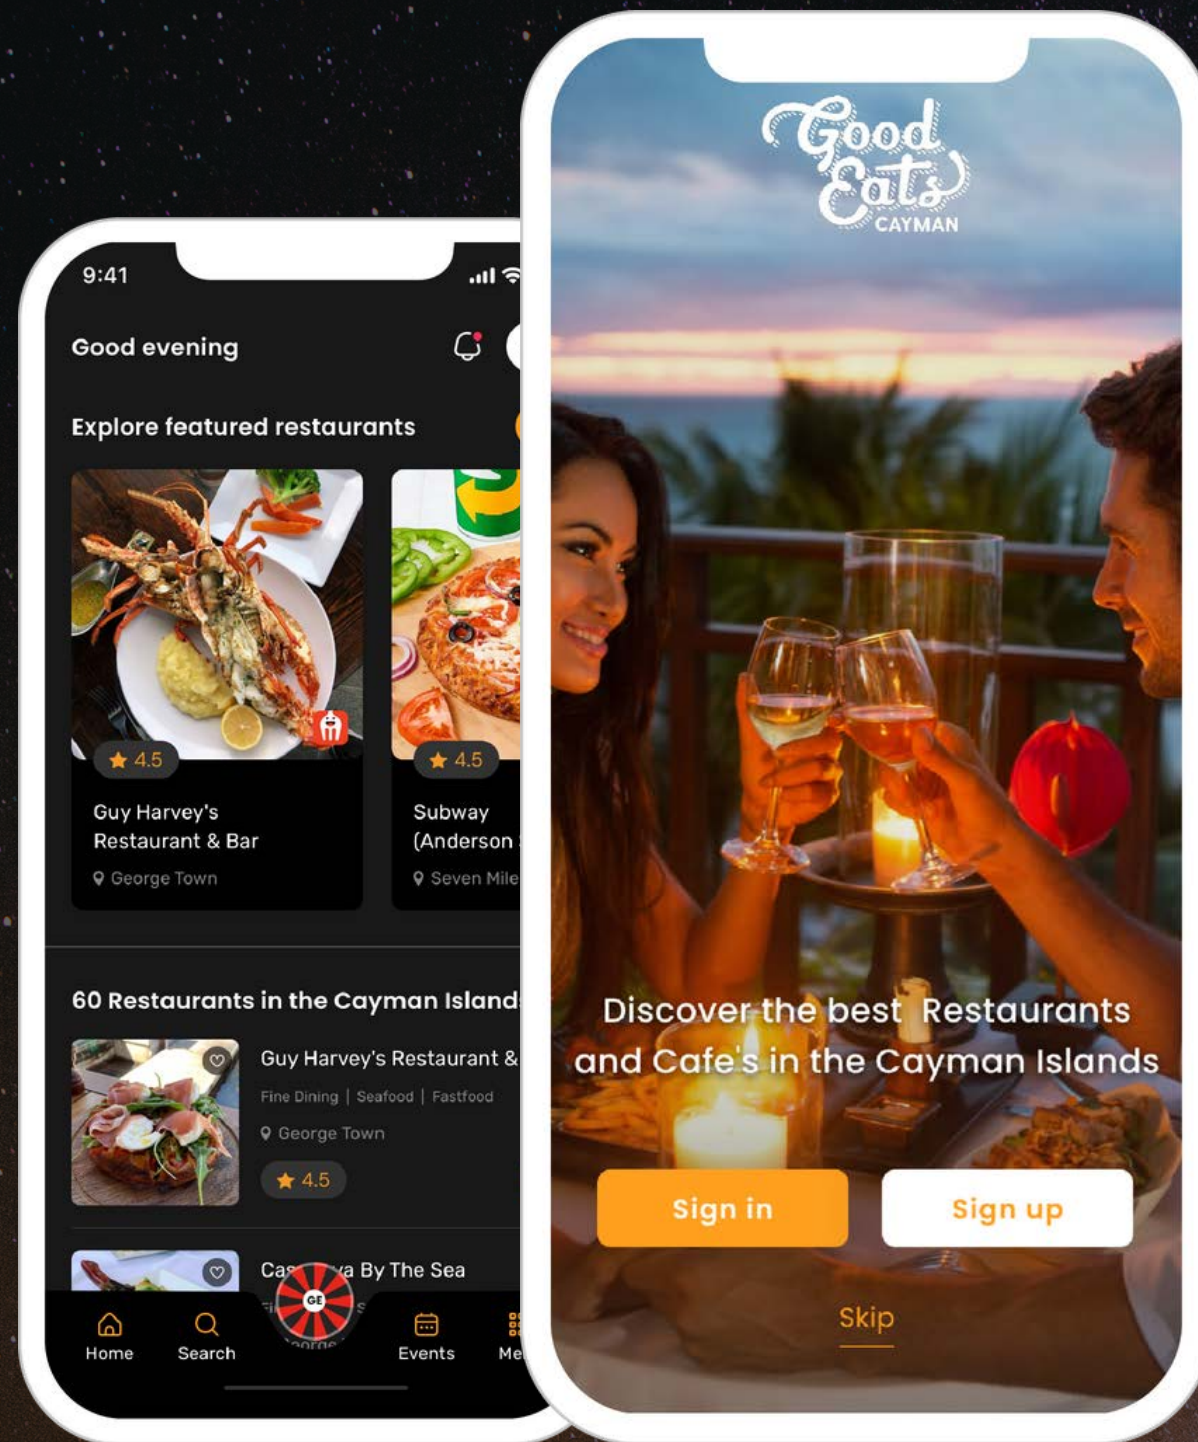 9:41
Good evening
Explore featured restaurants
4.5
Guy Harvey's
Restaurant & Bar
George Town
4.5
Subway
(Anderson
Seven Mile
60 Restaurants in the Cayman Islands
Guy Harvey's Restaurant &
Fine Dining | Seafood | Fastfood
George Town
4.5
By The Sea
GE
Home
Search
Events
Good
Eats
CAYMAN
Discover the best Restaurants
and Cafe's in the Cayman Islands
Sign in
Sign up
Skip